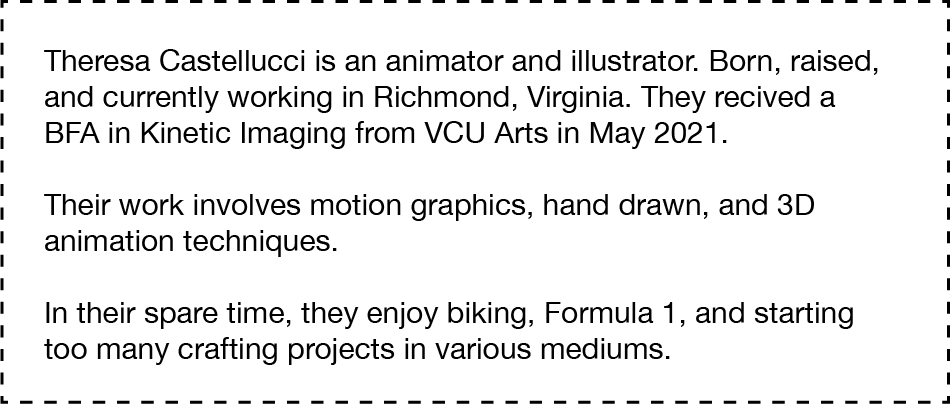 Theresa Castellucci is an animator and illustrator. Born, raised,
and currently working in Richmond, Virginia. They recived a
BFA in Kinetic Imaging from VCU Arts in May 2021.
Their work involves motion graphics, hand drawn, and 3D
animation techniques.
In their spare time, they enjoy biking, Formula 1, and starting
too many crafting projects in various mediums.